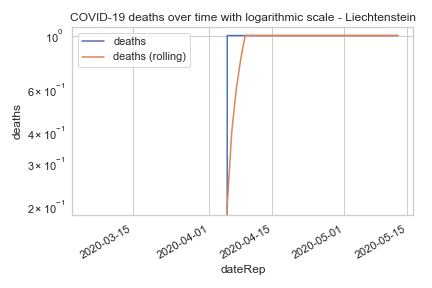 COVID-19 deaths over time with logarithmic scale - Liechtenstein
deaths
deaths (rolling)
10⁰
6 × 10⁻¹
4 × 10⁻¹
3 × 10⁻¹
2 × 10⁻¹
deaths
2020-03-15
2020-04-01
2020-04-15
2020-05-01
2020-05-15
dateRep